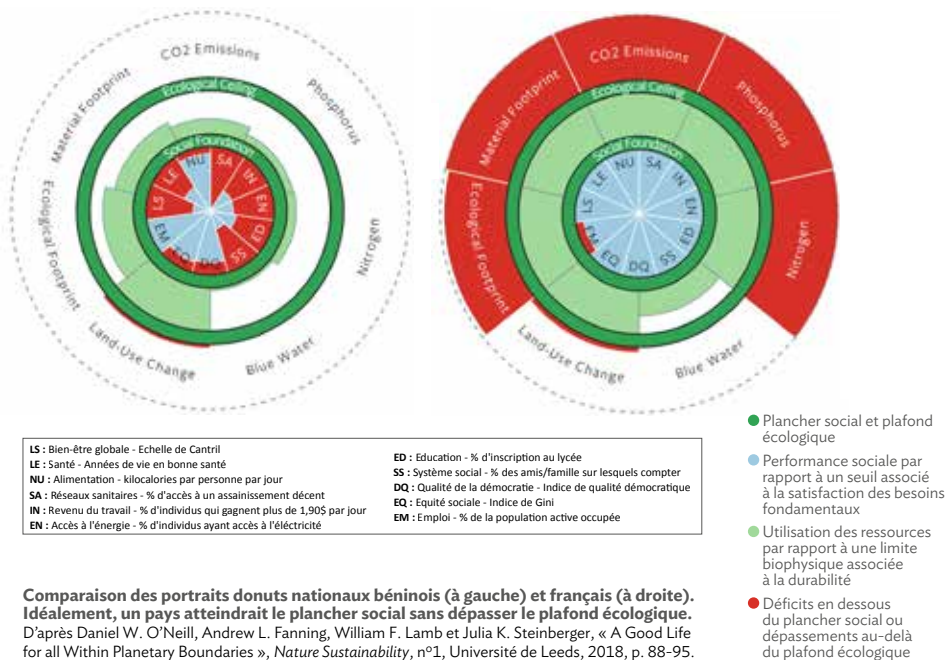 CO2 Emissions
Phosphorus
Nitrogen
Blue Water
Land-Use Change
Ecological Footprint
Material Footprint
Ecological Ceiling
Social Foundation
NU
SA
IN
EN
ED
SS
DQ
EQ
EM
LS
LE
CO2 Emissions
Phosphorus
Nitrogen
Blue Water
Land-Use Change
Ecological Footprint
Material Footprint
Ecological Ceiling
Social Foundation
NU
SA
IN
EN
ED
SS
DQ
EQ
EM
LS
LE
LS : Bien-être globale - Echelle de Cantril
LE : Santé - Années de vie en bonne santé
NU : Alimentation - kilocalories par personne par jour
SA : Réseaux sanitaires - % d'accès à un assainissement décent
IN : Revenu du travail - % d'individus qui gagnent plus de 1,90$ par jour
EN : Accès à l'énergie - % d'individus ayant accès à l'éléctricité
ED : Education - % d'inscription au lycée
SS : Système social - % des amis/famille sur lesquels compter
DQ : Qualité de la démocratie - Indice de qualité démocratique
EQ : Equité sociale - Indice de Gini
EM : Emploi - % de la population active occupée
Plancher social et plafond
écologique
Performance sociale par
rapport à un seuil associé
à la satisfaction des besoins
fondamentaux
Utilisation des ressources
par rapport à une limite
biophysique associée
à la durabilité
Déficits en dessous
du plancher social ou
dépassements au-delà
du plafond écologique
Comparaison des portraits donuts nationaux béninois (à gauche) et français (à droite).
Idéalement, un pays atteindrait le plancher social sans dépasser le plafond écologique.
D'après Daniel W. O'Neill, Andrew L. Fanning, William F. Lamb et Julia K. Steinberger, « A Good Life
for all Within Planetary Boundaries », Nature Sustainability, nº1, Université de Leeds, 2018, p. 88-95.